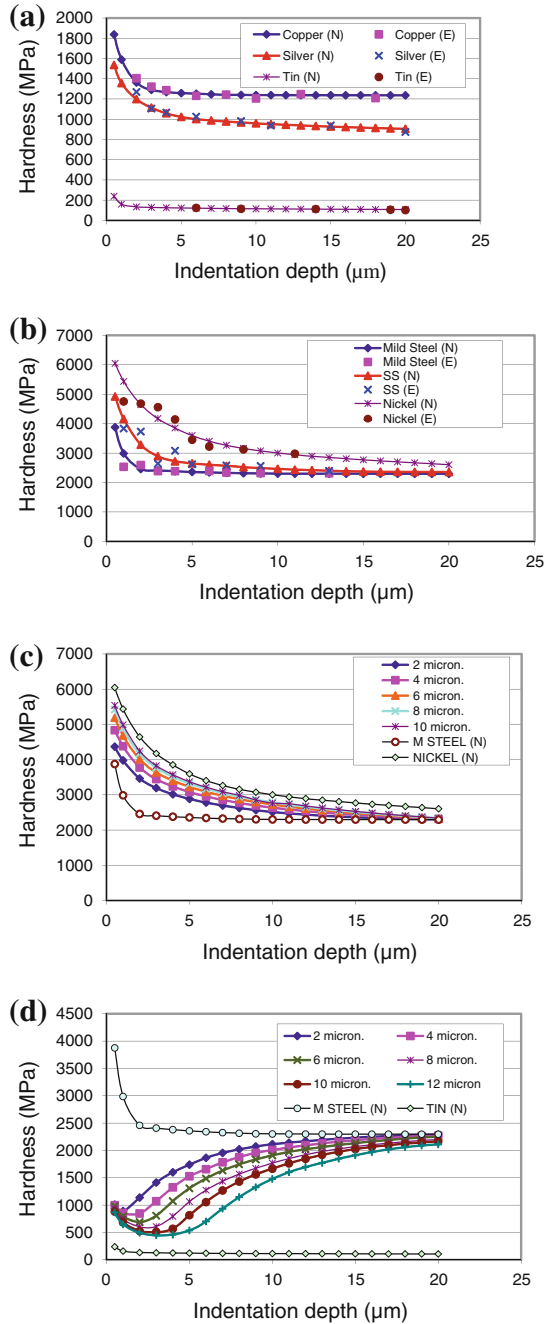 (a)
Hardness (MPa)
2000
1800
1600
1400
1200
1000
800
600
400
200
0
Copper (N) Copper (E)
Silver (N) Silver (E)
Tin (N) Tin (E)
0 5 10 15 20 25
Indentation depth (µm)
(b)
Hardness (MPa)
7000
6000
5000
4000
3000
2000
1000
0
Mild Steel (N)
Mild Steel (E)
SS (N)
SS (E)
Nickel (N)
Nickel (E)
0 5 10 15 20 25
Indentation depth (µm)
(c)
Hardness (MPa)
7000
6000
5000
4000
3000
2000
1000
0
2 micron.
4 micron.
6 micron.
8 micron.
10 micron.
M STEEL (N)
NICKEL (N)
0 5 10 15 20 25
Indentation depth (µm)
(d)
Hardness (MPa)
4500
4000
3500
3000
2500
2000
1500
1000
500
0
2 micron. 4 micron.
6 micron. 8 micron.
10 micron. 12 micron
M STEEL (N) TIN (N)
0 5 10 15 20 25
Indentation depth (µm)